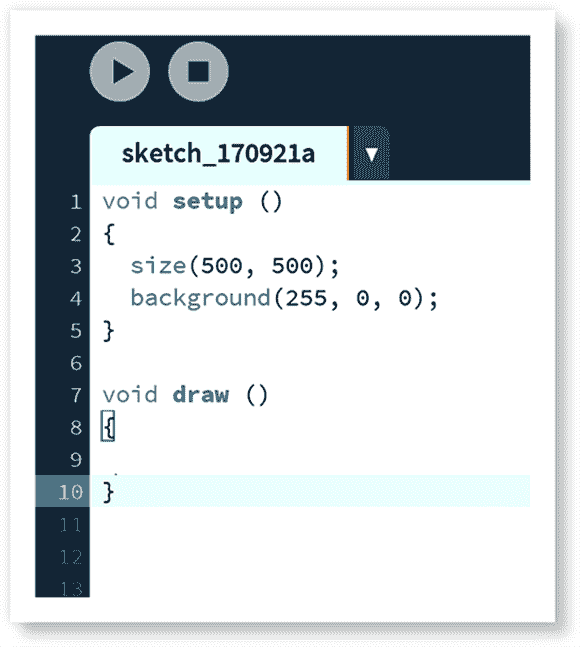 sketch_170921a
1 void setup ()
2 {
3   size(500, 500);
4   background(255, 0, 0);
5 }
6
7 void draw ()
8 {
9
10 }
11
12
13